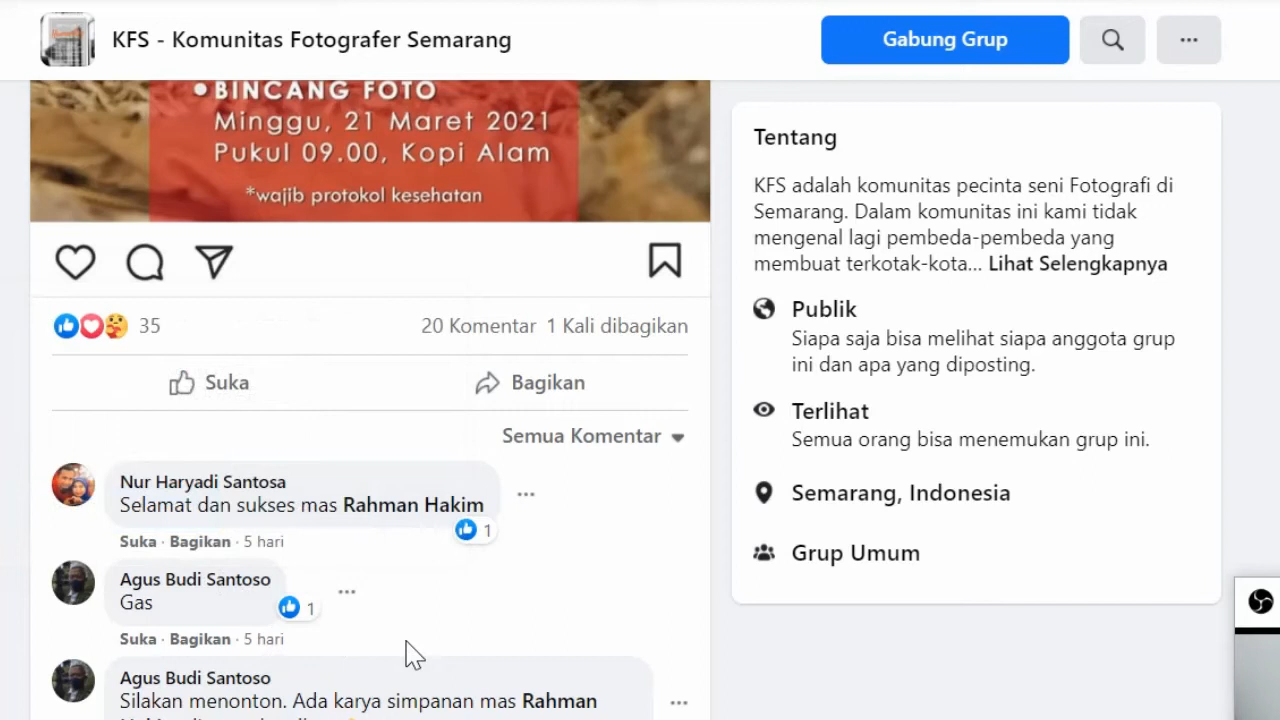 KFS - Komunitas Fotografer Semarang
Gabung Grup
• BINCANG FOTO
Minggu, 21 Maret 2021
Pukul 09.00, Kopi Alam
*wajib protokol kesehatan
35
20 Komentar 1 Kali dibagikan
Suka
Bagikan
Semua Komentar
Nur Haryadi Santosa
Selamat dan sukses mas Rahman Hakim
1
Suka · Bagikan · 5 hari
Agus Budi Santoso
Gas
1
Suka · Bagikan · 5 hari
Agus Budi Santoso
Silakan menonton. Ada karya simpanan mas Rahman
Tentang
KFS adalah komunitas pecinta seni Fotografi di
Semarang. Dalam komunitas ini kami tidak
mengenal lagi pembeda-pembeda yang
membuat terkotak-kota... Lihat Selengkapnya
Publik
Siapa saja bisa melihat siapa anggota grup
ini dan apa yang diposting.
Terlihat
Semua orang bisa menemukan grup ini.
Semarang, Indonesia
Grup Umum